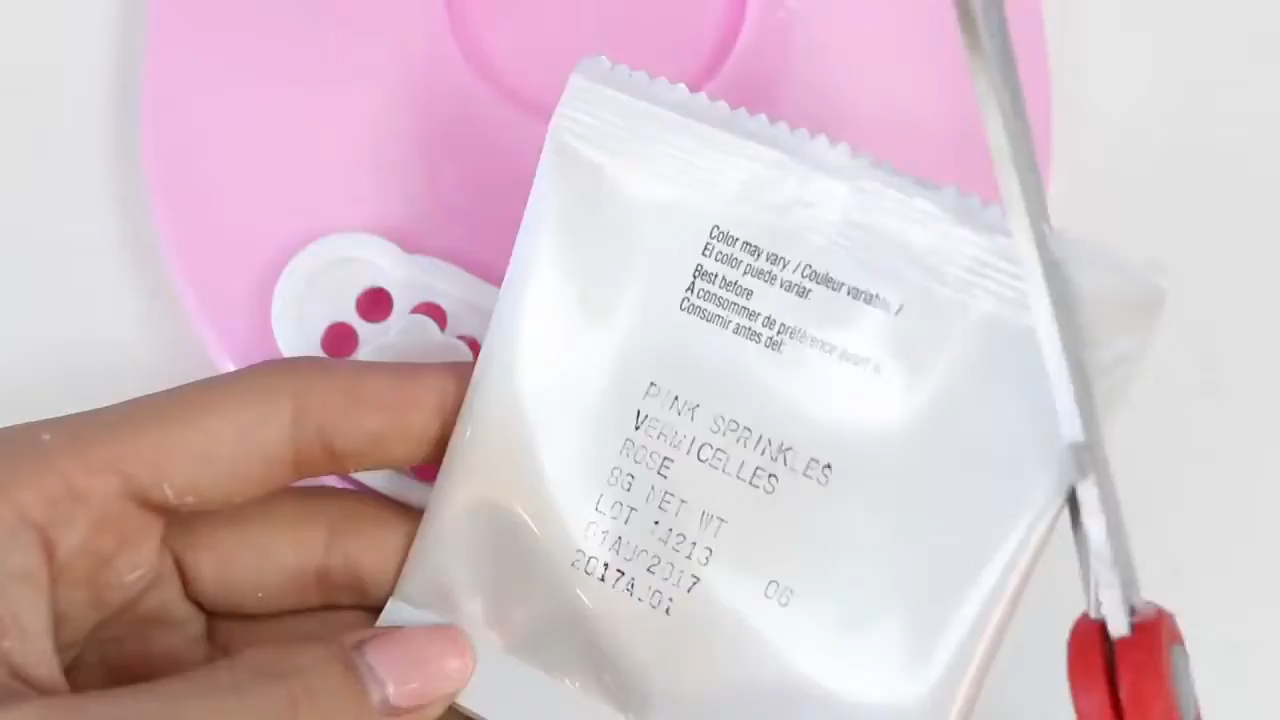 Color may vary / Couleur variable /
El color puede variar.
Best before
À consommer de préférence avant le
Consumir antes del:
PINK SPRINKLES
VERMICELLES
ROSE
8G NET WT
LOT 14213
01AUG2017 06
2017AJ01